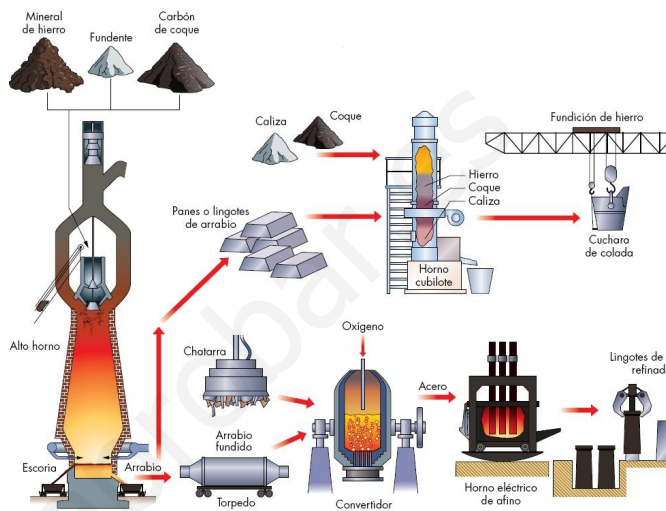 Mineral
de hierro
Fundente
Carbón
de coque
Caliza
Coque
Fundición de hierro
Hierro
Coque
Caliza
Panes o lingotes
de arrabio
Horno
cubilote
Cuchara
de colada
Alto horno
Oxígeno
Chatarra
Acero
Lingotes de
refinad
Arrabio
fundido
Escoria
Arrabio
Torpedo
Convertidor
Horno eléctrico
de afino